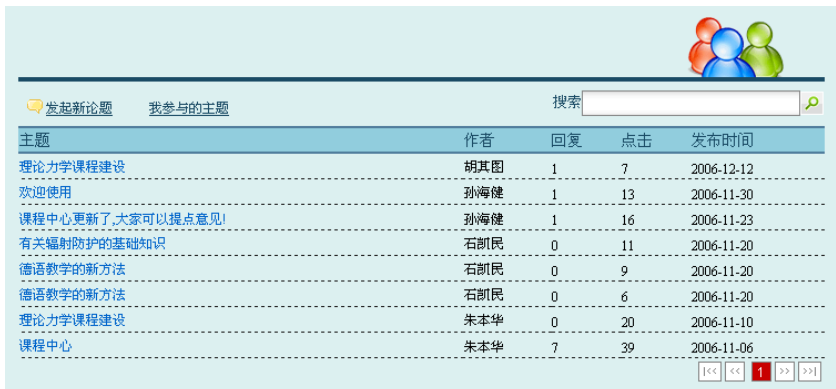 发起新论题 我参与的主题 搜索
主题 作者 回复 点击 发布时间
理论力学课程建设 胡其图 1 7 2006-12-12
欢迎使用 孙海健 1 13 2006-11-30
课程中心更新了,大家可以提点意见! 孙海健 1 16 2006-11-23
有关辐射防护的基础知识 石凯民 0 11 2006-11-20
德语教学的新方法 石凯民 0 9 2006-11-20
德语教学的新方法 石凯民 0 6 2006-11-20
理论力学课程建设 朱本华 0 20 2006-11-10
课程中心 朱本华 7 39 2006-11-06
|<< << 1 >> >>|